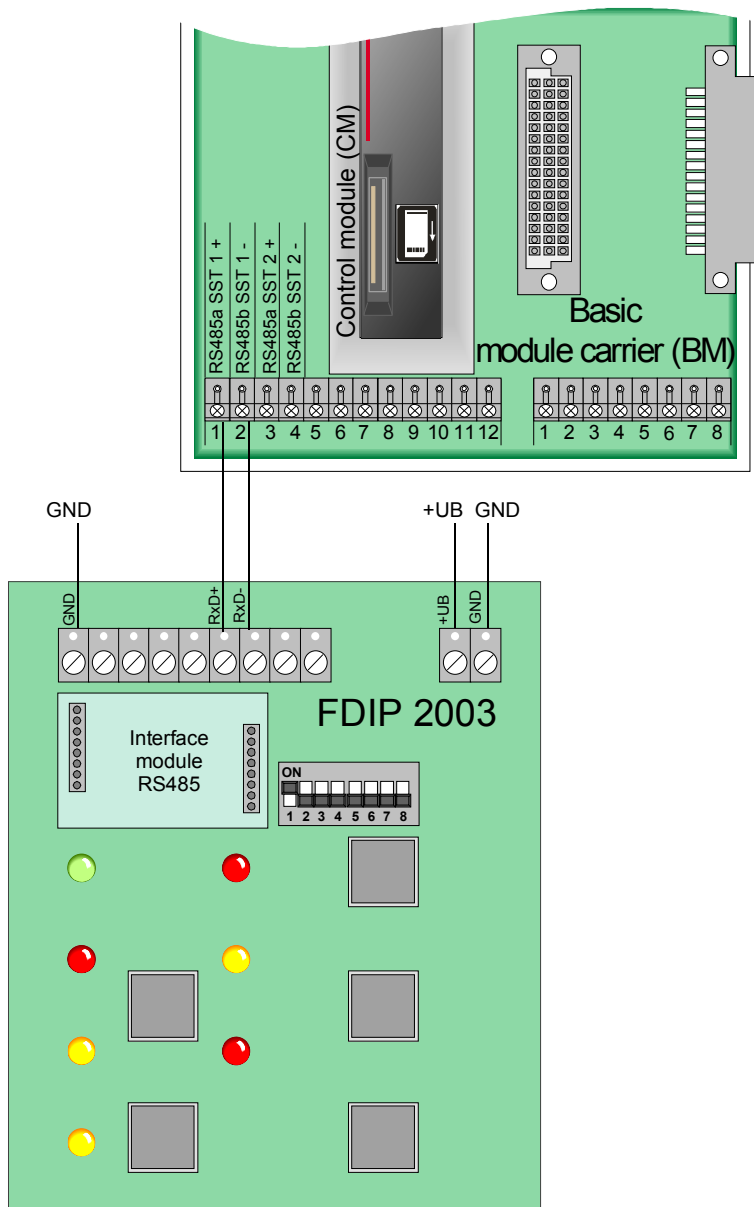 RS485a SST 1 +
RS485b SST 1 -
RS485a SST 2 +
RS485b SST 2 -
Control module (CM)
Basic
module carrier (BM)
1 2 3 4 5 6 7 8 9 10 11 12
1 2 3 4 5 6 7 8
GND
+UB GND
GND
RxD+
RxD-
+UB
GND
FDIP 2003
Interface
module
RS485
ON
1 2 3 4 5 6 7 8